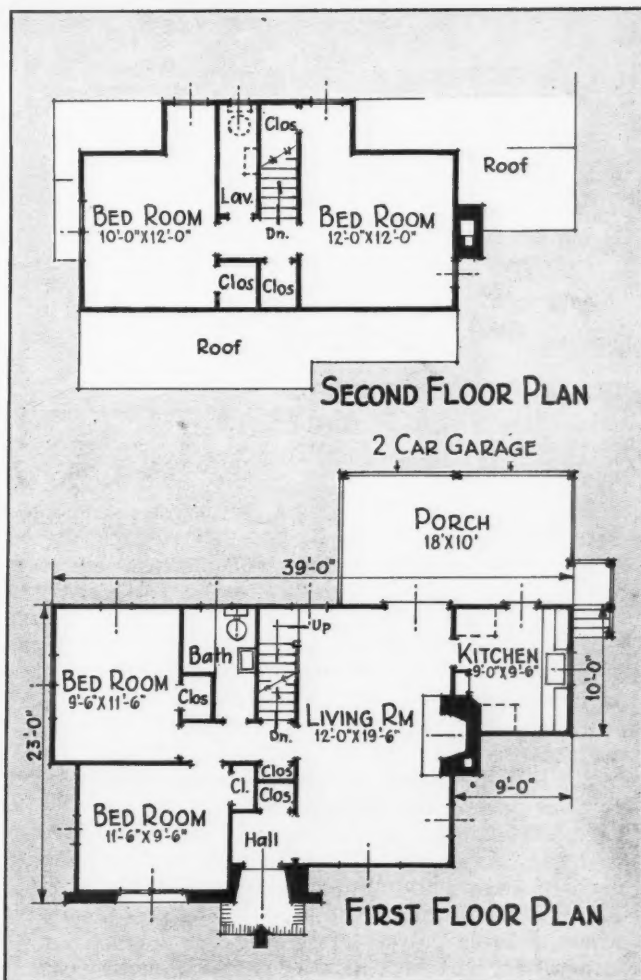 Clos
Roof
Lav.
BED ROOM
10'-0"X12'-0"
BED ROOM
12'-0"X12'-0"
Dn.
Clos
Clos
Roof
SECOND FLOOR PLAN
2 CAR GARAGE
PORCH
18'X10'
39'-0"
Up
Bath
KITCHEN
9'-0"X9'-6"
BED ROOM
9'-6"X11'-6"
Clos
10'-0"
23'-0"
LIVING RM
12'-0"X19'-6"
Dn.
Clos
Cl.
Clos.
9'-0"
BED ROOM
11'-6"X9'-6"
Hall
FIRST FLOOR PLAN